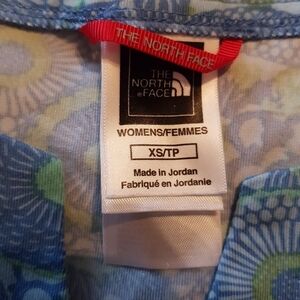 THE NORTH FACE
THE
NORTH
FACE
WOMENS/FEMMES
XS/TP
Made in Jordan
Fabriqué en Jordanie